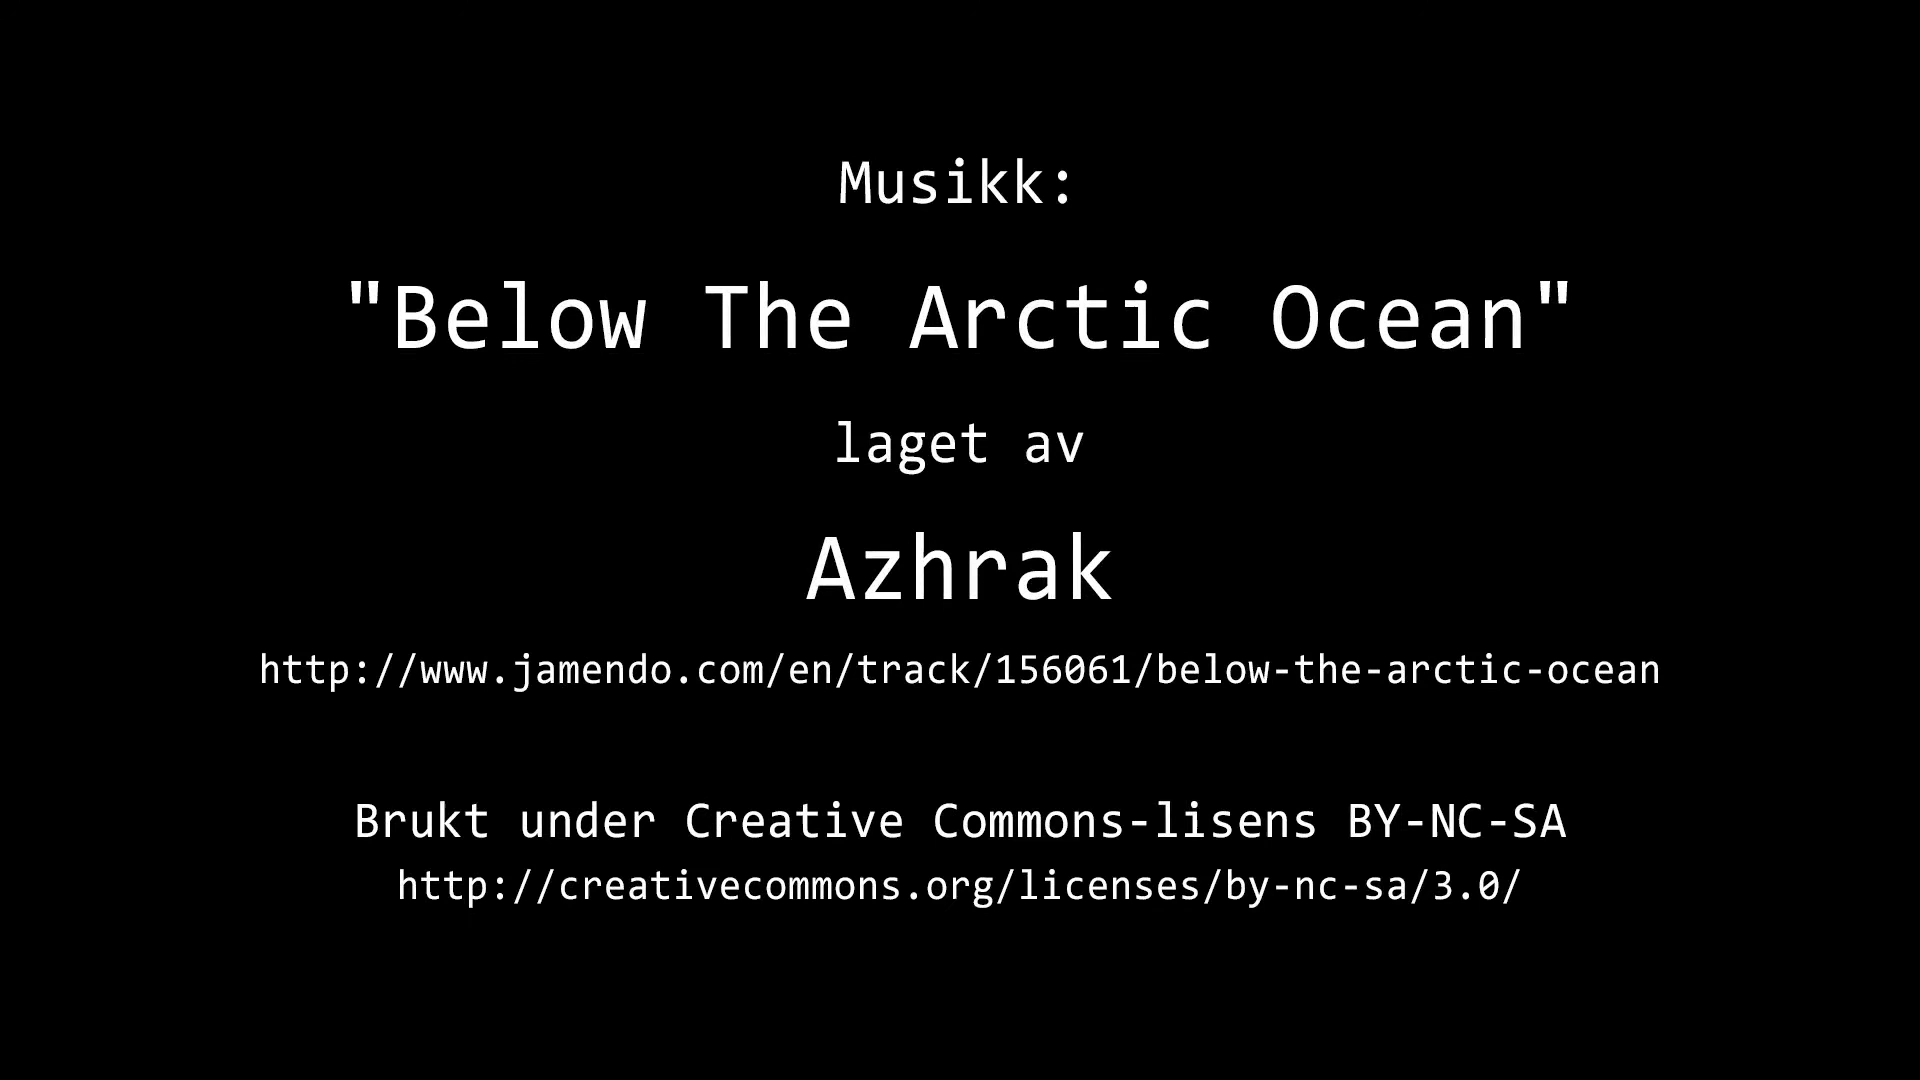 Musikk:
"Below The Arctic Ocean"
laget av
Azhrak
http://www.jamendo.com/en/track/156061/below-the-arctic-ocean
Brukt under Creative Commons-lisens BY-NC-SA
http://creativecommons.org/licenses/by-nc-sa/3.0/